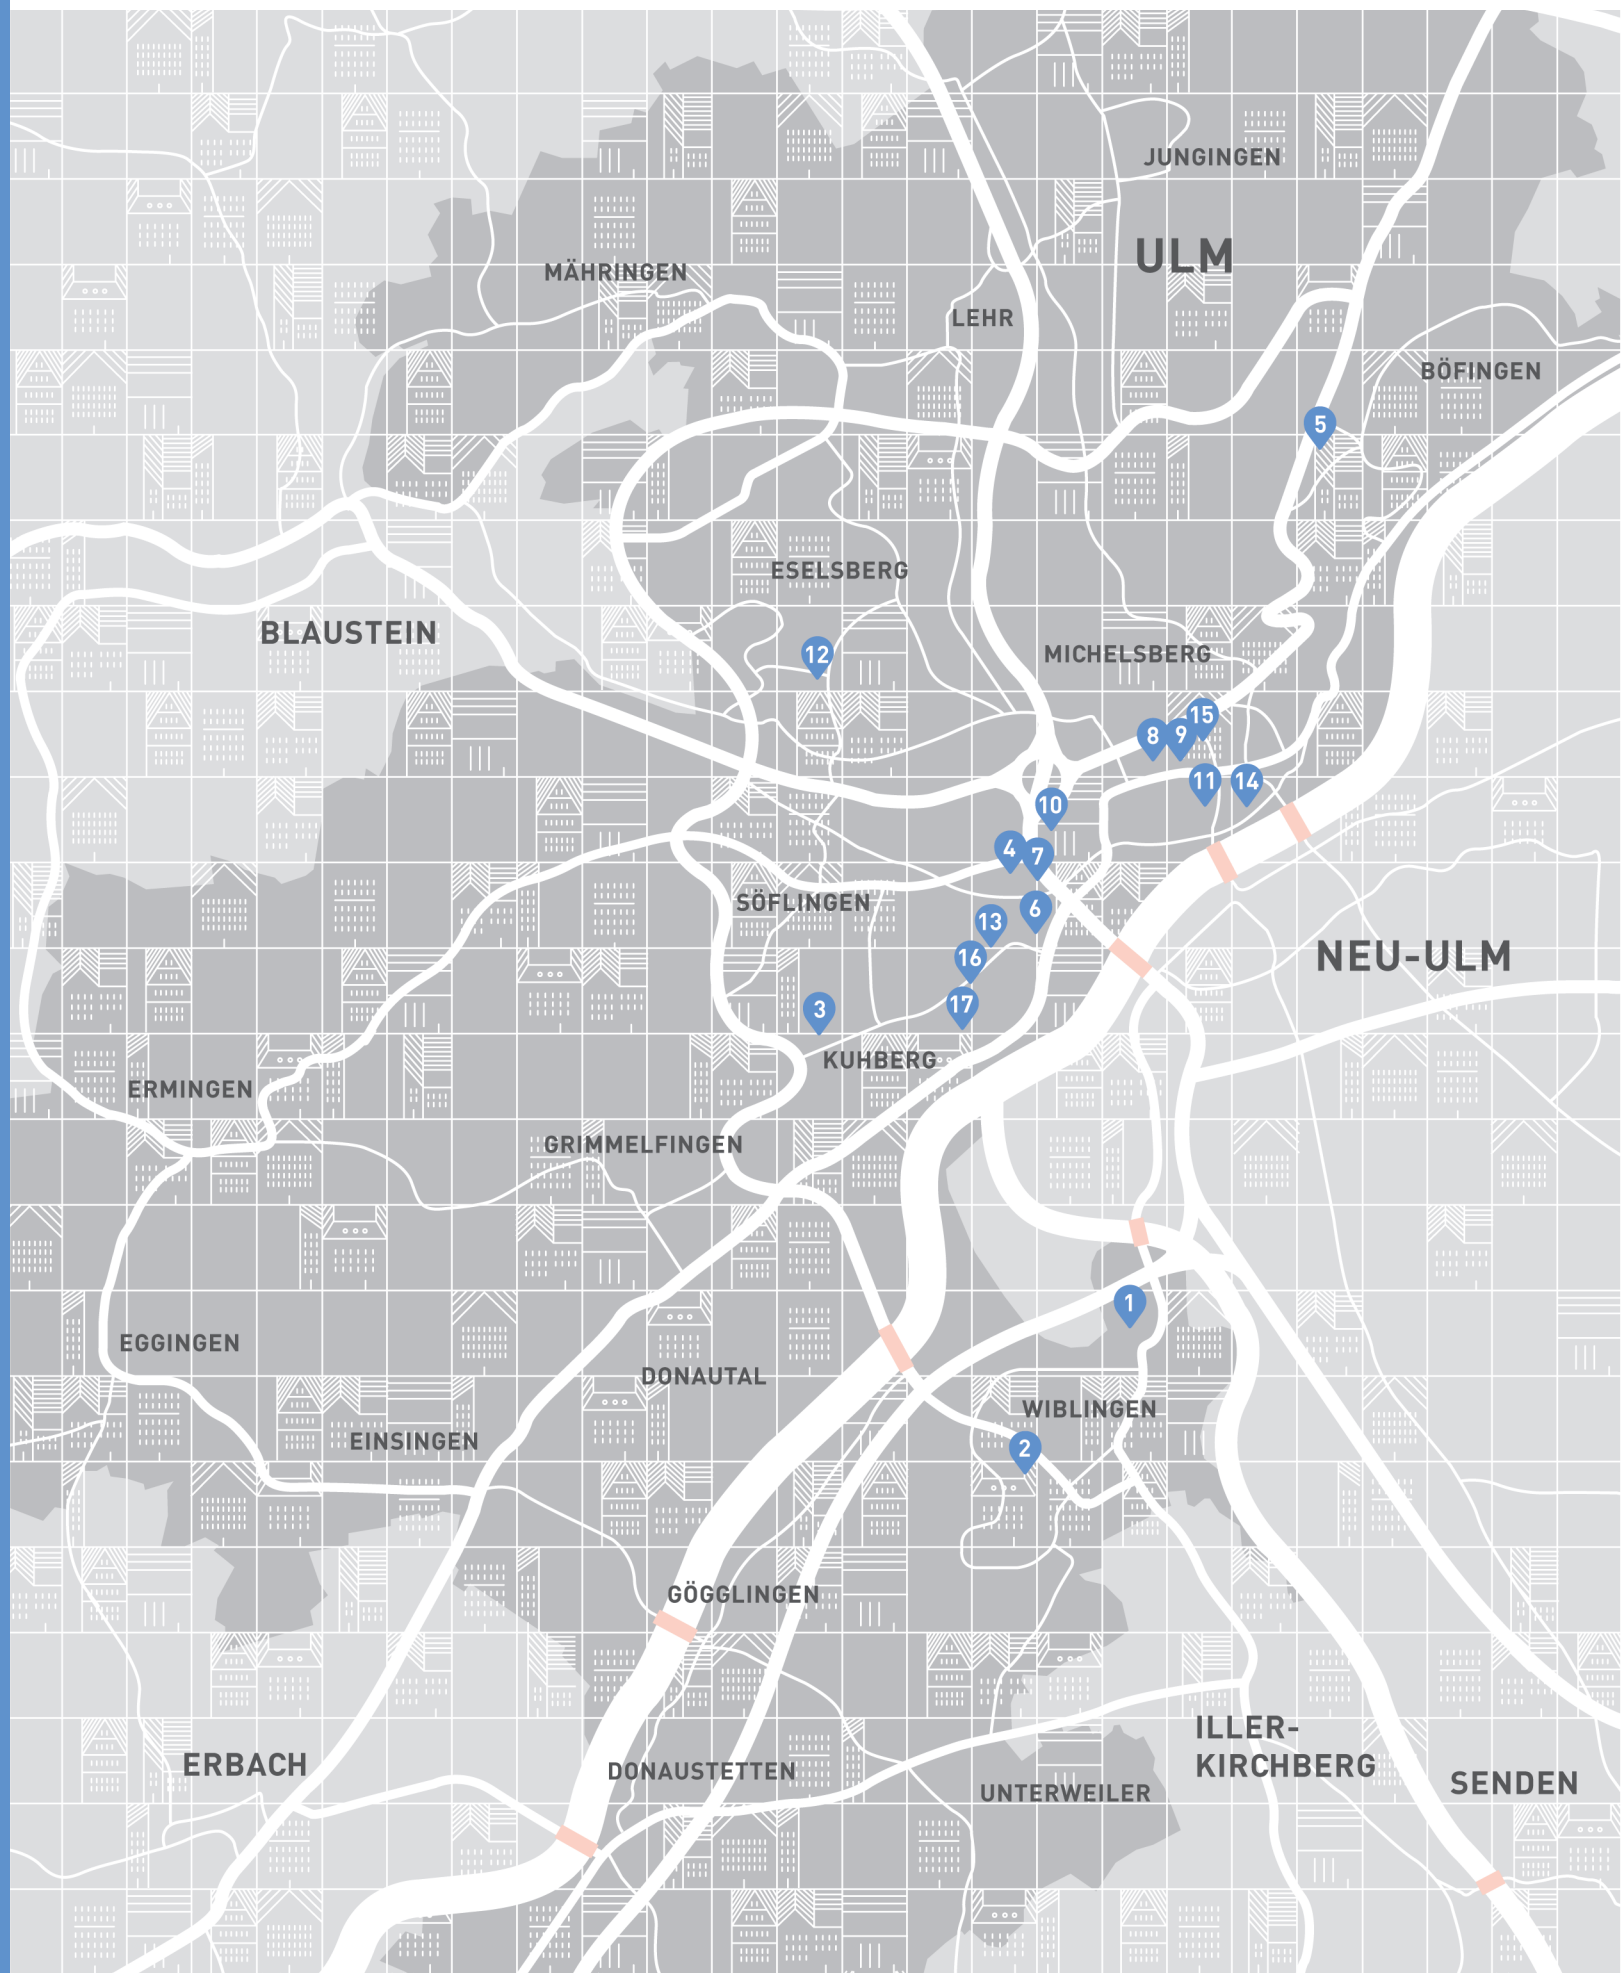 JUNGINGEN
ULM
MÄHRINGEN
LEHR
BÖFINGEN
5
ESELSBERG
BLAUSTEIN
12
MICHELSBERG
15
8
9
11
14
10
4
7
SÖFLINGEN
6
13
NEU-ULM
16
3
17
KUHBERG
ERMINGEN
GRIMMELFINGEN
1
EGGINGEN
DONAUTAL
WIBLINGEN
EINSINGEN
2
GÖGGLINGEN
ILLER-
KIRCHBERG
ERBACH
DONAUSTETTEN
SENDEN
UNTERWEILER